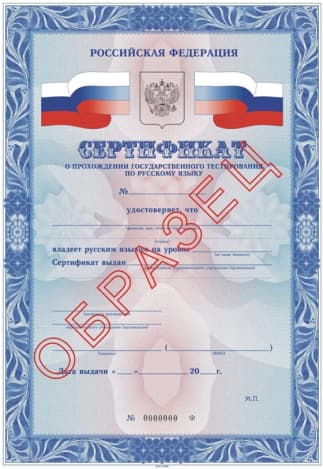 РОССИЙСКАЯ ФЕДЕРАЦИЯ
СЕРТИФИКАТ
О ПРОХОЖДЕНИИ ГОСУДАРСТВЕННОГО ТЕСТИРОВАНИЯ
ПО РУССКОМУ ЯЗЫКУ
№
удостоверяет, что
владеет русским языком на уровне
Сертификат выдан
ОБРАЗЕЦ
( )
Дата выдачи « » 20 г.
М.П.
№ 0000000 *